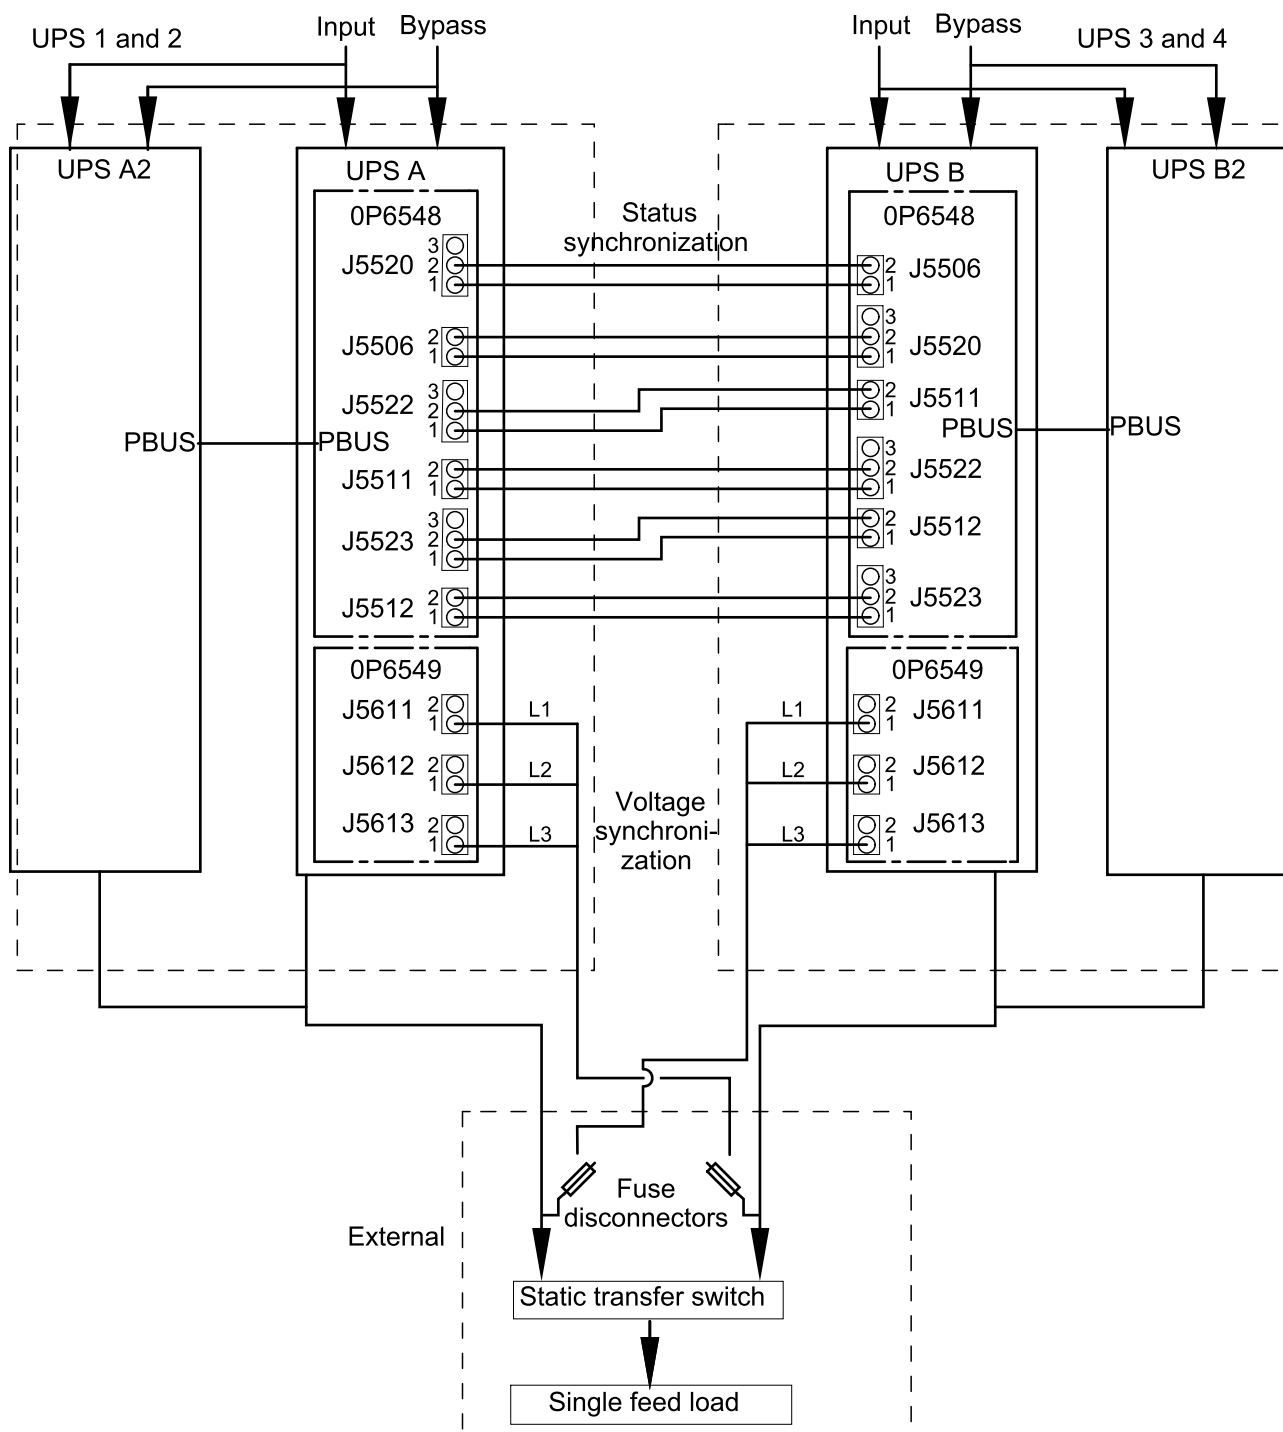 UPS 1 and 2
Input
Bypass
Input
Bypass
UPS 3 and 4
UPS A2
UPS A
UPS B
UPS B2
0P6548
Status
synchronization
0P6548
J5520
3
2
1
2
1
J5506
J5506
2
1
3
2
1
J5520
J5522
3
2
1
2
1
J5511
PBUS
PBUS
PBUS
PBUS
J5511
2
1
3
2
1
J5522
J5523
3
2
1
2
1
J5512
J5512
2
1
3
2
1
J5523
0P6549
0P6549
J5611
2
1
L1
L1
2
1
J5611
J5612
2
1
L2
L2
2
1
J5612
J5613
2
1
L3
Voltage
synchroni-
zation
L3
2
1
J5613
Fuse
disconnectors
External
Static transfer switch
Single feed load